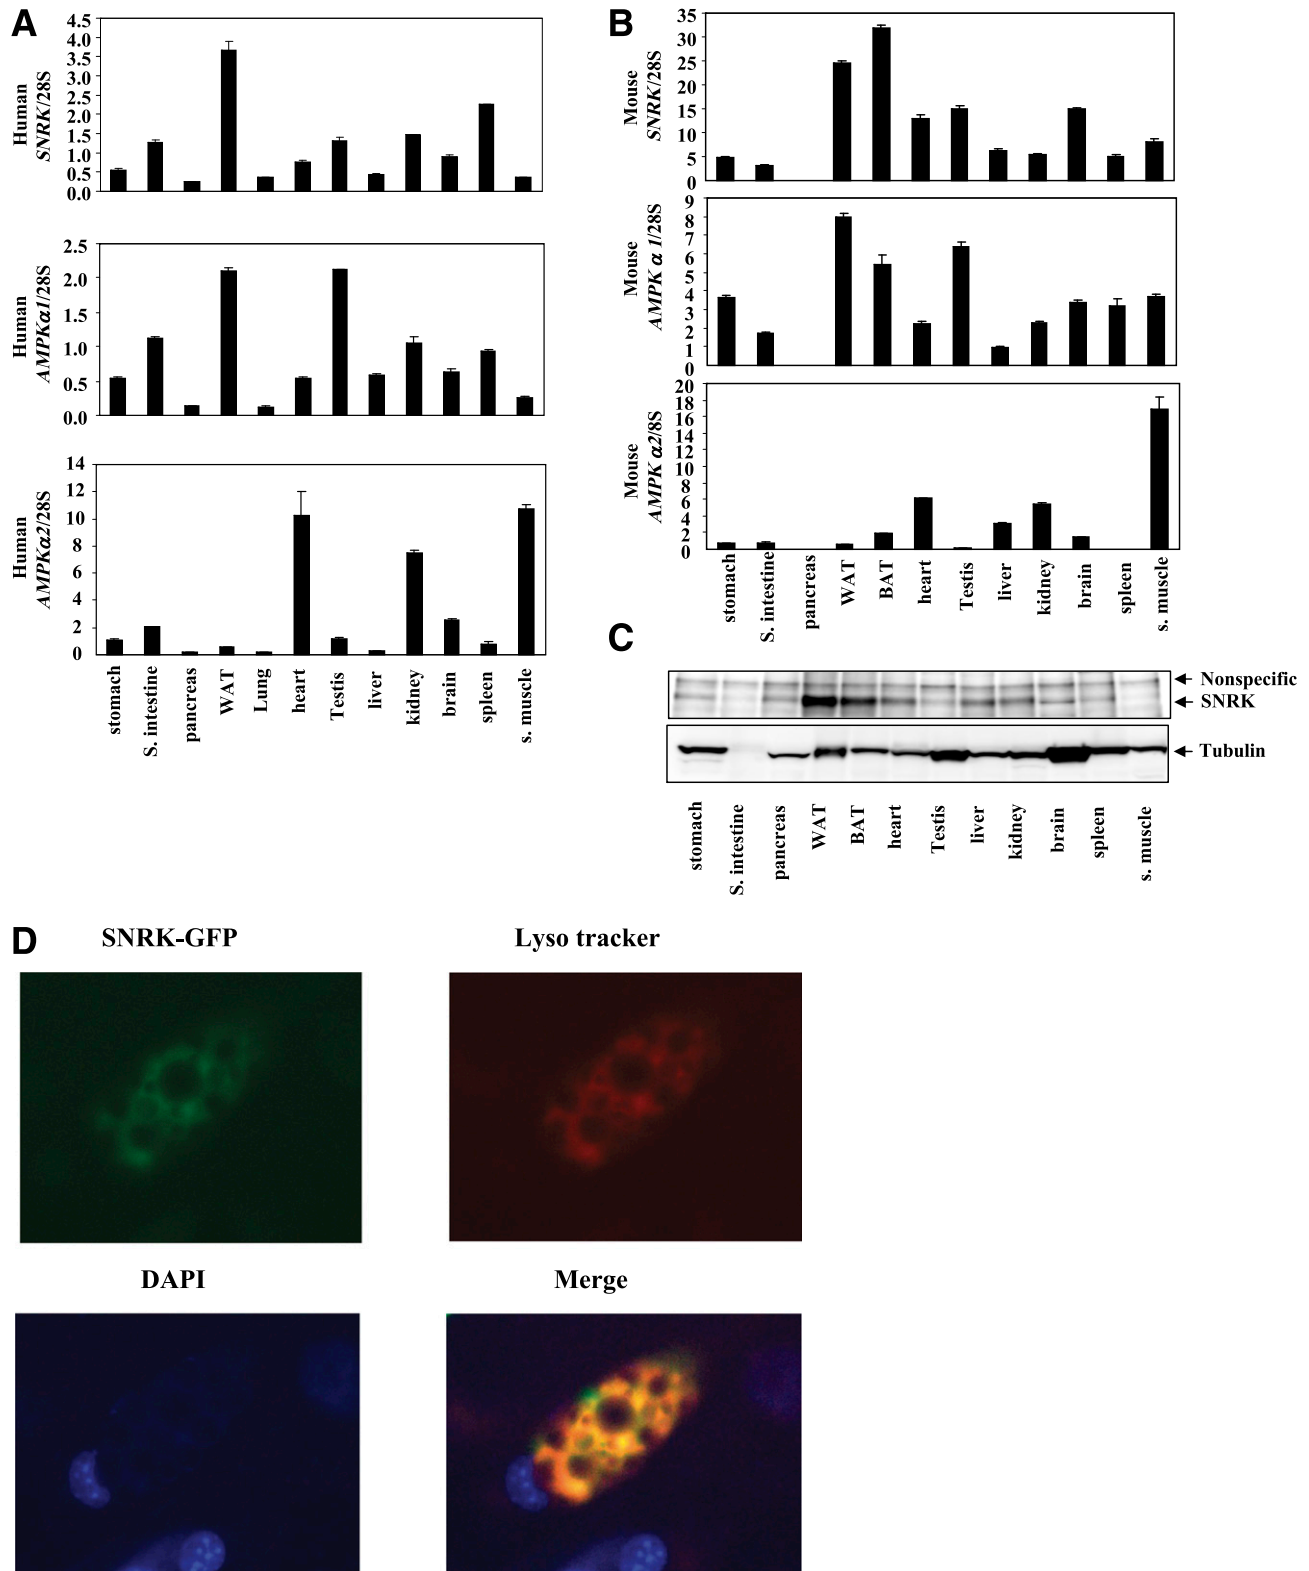 A
Human
SNRK/28S
4.5
4.0
3.5
3.0
2.5
2.0
1.5
1.0
0.5
0.0
Human
AMPKα1/28S
2.5
2.0
1.5
1.0
0.5
0.0
Human
AMPKα2/28S
14
12
10
8
6
4
2
0
stomach
S. intestine
pancreas
WAT
Lung
heart
Testis
liver
kidney
brain
spleen
s. muscle
B
Mouse
SNRK/28S
35
30
25
20
15
10
5
0
Mouse
AMPK α 1/28S
9
8
7
6
5
4
3
2
1
0
Mouse
AMPK α2/8S
20
18
16
14
12
10
8
6
4
2
0
stomach
S. intestine
pancreas
WAT
BAT
heart
Testis
liver
kidney
brain
spleen
s. muscle
C
Nonspecific
SNRK
Tubulin
stomach
S. intestine
pancreas
WAT
BAT
heart
Testis
liver
kidney
brain
spleen
s. muscle
D
SNRK-GFP
Lyso tracker
DAPI
Merge